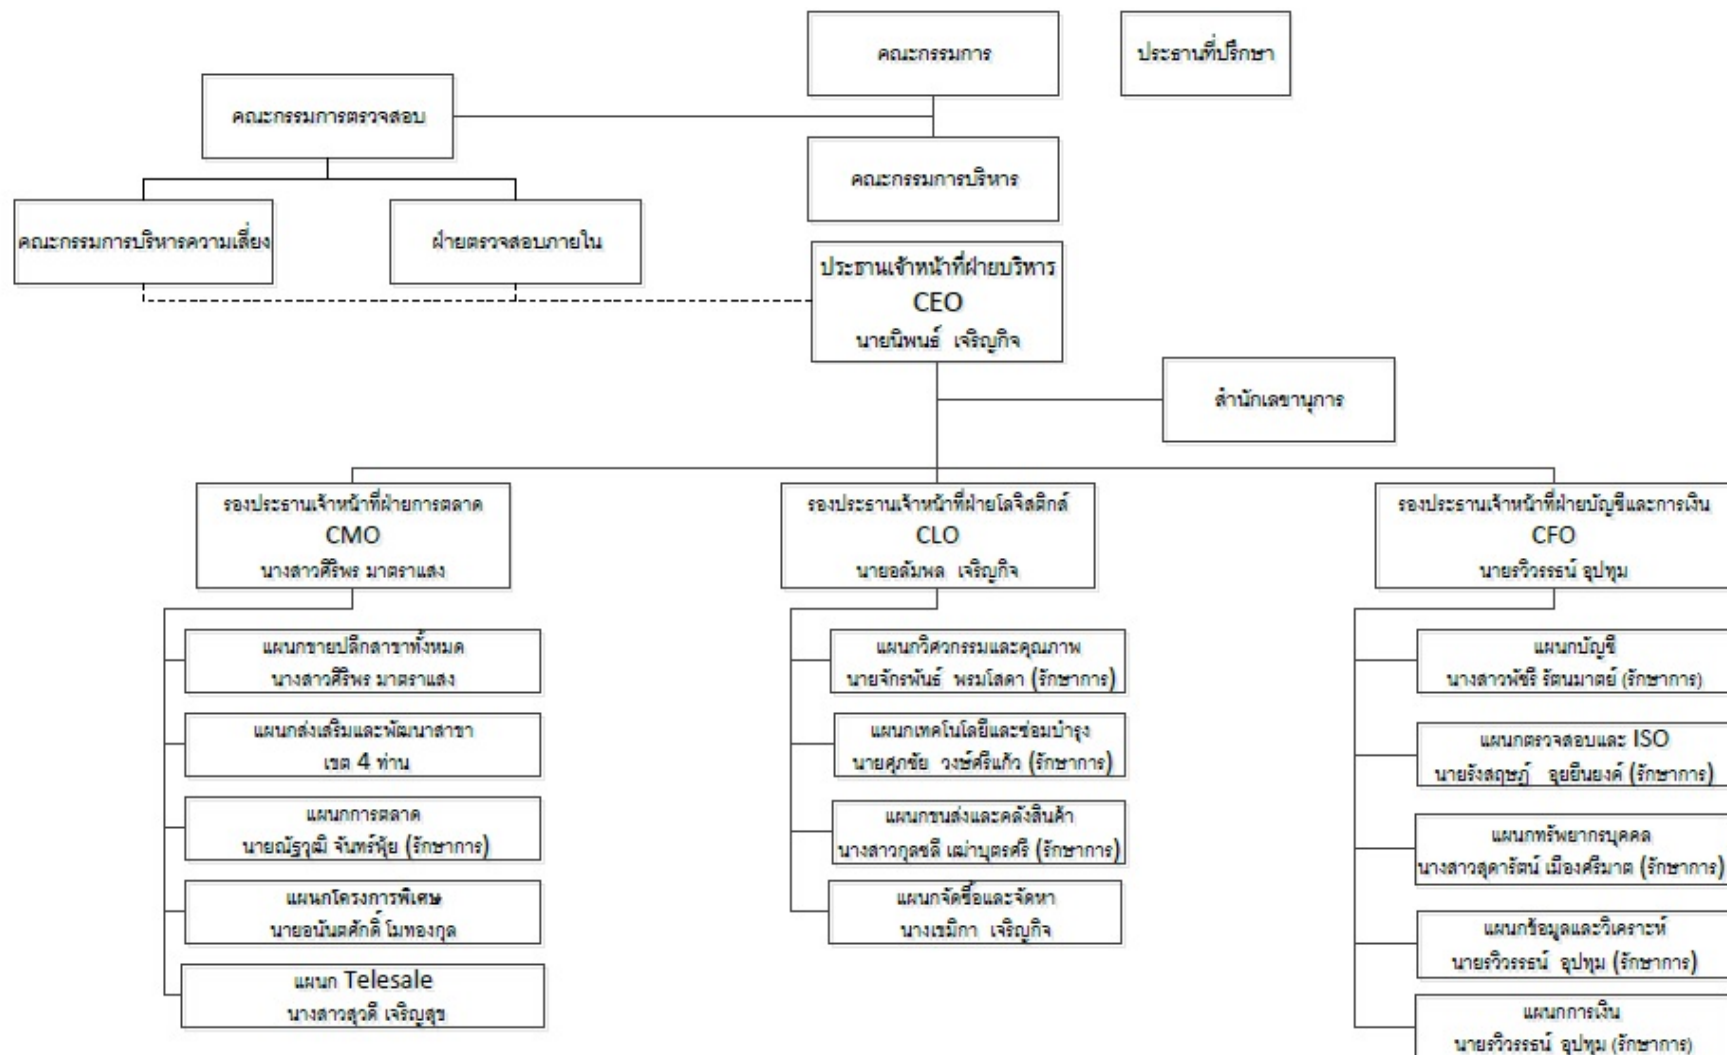 คณะกรรมการ
ประธานที่ปรึกษา
คณะกรรมการตรวจสอบ
คณะกรรมการบริหาร
คณะกรรมการบริหารความเสี่ยง
ฝ่ายตรวจสอบภายใน
ประธานเจ้าหน้าที่ฝ่ายบริหาร
CEO
นายนิพนธ์ เจริญกิจ
สำนักเลขานุการ
รองประธานเจ้าหน้าที่ฝ่ายการตลาด
CMO
นางสาวศิริพร มาตราแสง
รองประธานเจ้าหน้าที่ฝ่ายโลจิสติกส์
CLO
นายอลัมพล เจริญกิจ
รองประธานเจ้าหน้าที่ฝ่ายบัญชีและการเงิน
CFO
นายรวิวรรธน์ อุปทุม
แผนกขายปลีกสาขาทั้งหมด
นางสาวศิริพร มาตราแสง
แผนกส่งเสริมและพัฒนาสาขา
เขต 4 ท่าน
แผนกการตลาด
นายณัฐวุฒิ จันทร์พุ้ย (รักษาการ)
แผนกโครงการพิเศษ
นายอนันตศักดิ์ โมทองกุล
แผนก Telesale
นางสาวสุวดี เจริญสุข
แผนกวิศวกรรมและคุณภาพ
นายจักรพันธ์ พรมโสดา (รักษาการ)
แผนกเทคโนโลยีและซ่อมบำรุง
นายศุภชัย วงษ์ศรีแก้ว (รักษาการ)
แผนกขนส่งและคลังสินค้า
นางสาวกุลชลี เฒ่าบุตรศรี (รักษาการ)
แผนกจัดซื้อและจัดหา
นางเขมิกา เจริญกิจ
แผนกบัญชี
นางสาวพัชรี รัตนมาตย์ (รักษาการ)
แผนกตรวจสอบและ ISO
นายรังสฤษฎ์ อุยยืนยงค์ (รักษาการ)
แผนกทรัพยากรบุคคล
นางสาวสุดารัตน์ เมืองศรีมาต (รักษาการ)
แผนกข้อมูลและวิเคราะห์
นายรวิวรรธน์ อุปทุม (รักษาการ)
แผนกการเงิน
นายรวิวรรธน์ อุปทุม (รักษาการ)